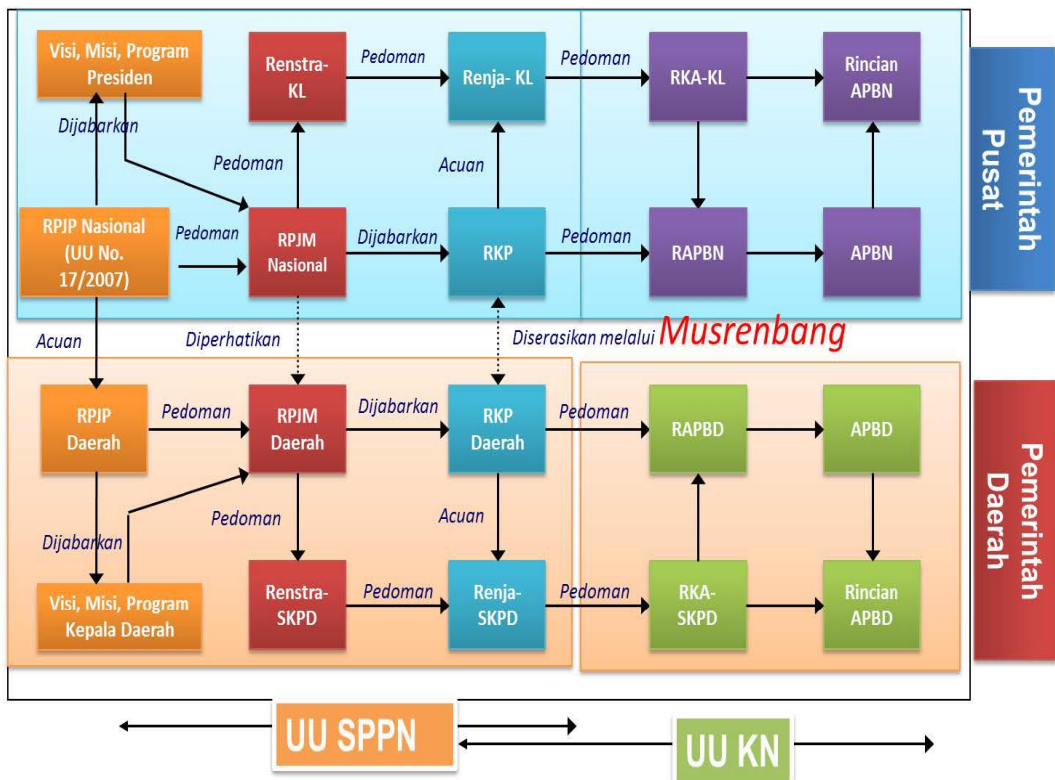 Visi, Misi, Program
Presiden
Renstra-
KL
Pedoman
Renja- KL
Pedoman
RKA-KL
Rincian
APBN
Dijabarkan
Pedoman
Acuan
RPJP Nasional
(UU No.
17/2007)
Pedoman
RPJM
Nasional
Dijabarkan
RKP
Pedoman
RAPBN
APBN
Pemerintah
Pusat
Acuan
Diperhatikan
Diserasikan melalui Musrenbang
RPJP
Daerah
Pedoman
RPJM
Daerah
Dijabarkan
RKP
Daerah
Pedoman
RAPBD
APBD
Dijabarkan
Pedoman
Acuan
Visi, Misi, Program
Kepala Daerah
Renstra-
SKPD
Pedoman
Renja-
SKPD
Pedoman
RKA-
SKPD
Rincian
APBD
Pemerintah
Daerah
UU SPPN
UU KN